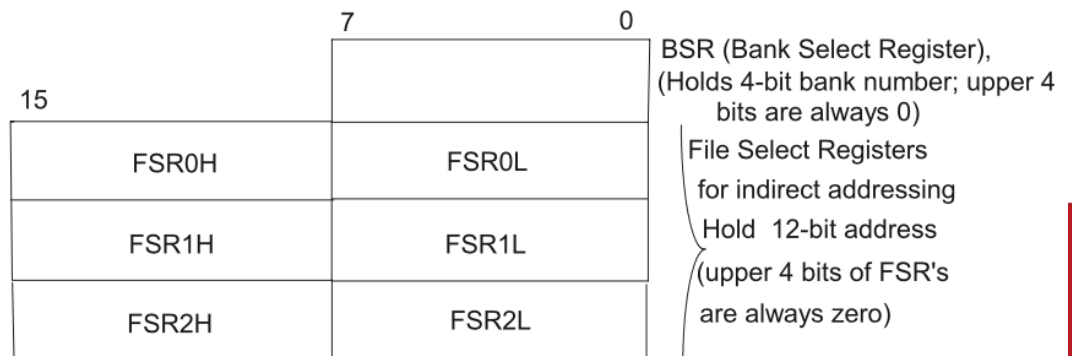 7 0
BSR (Bank Select Register),
(Holds 4-bit bank number; upper 4
bits are always 0)
15
FSR0H FSR0L
File Select Registers
for indirect addressing
FSR1H FSR1L
Hold 12-bit address
(upper 4 bits of FSR's
are always zero)
FSR2H FSR2L